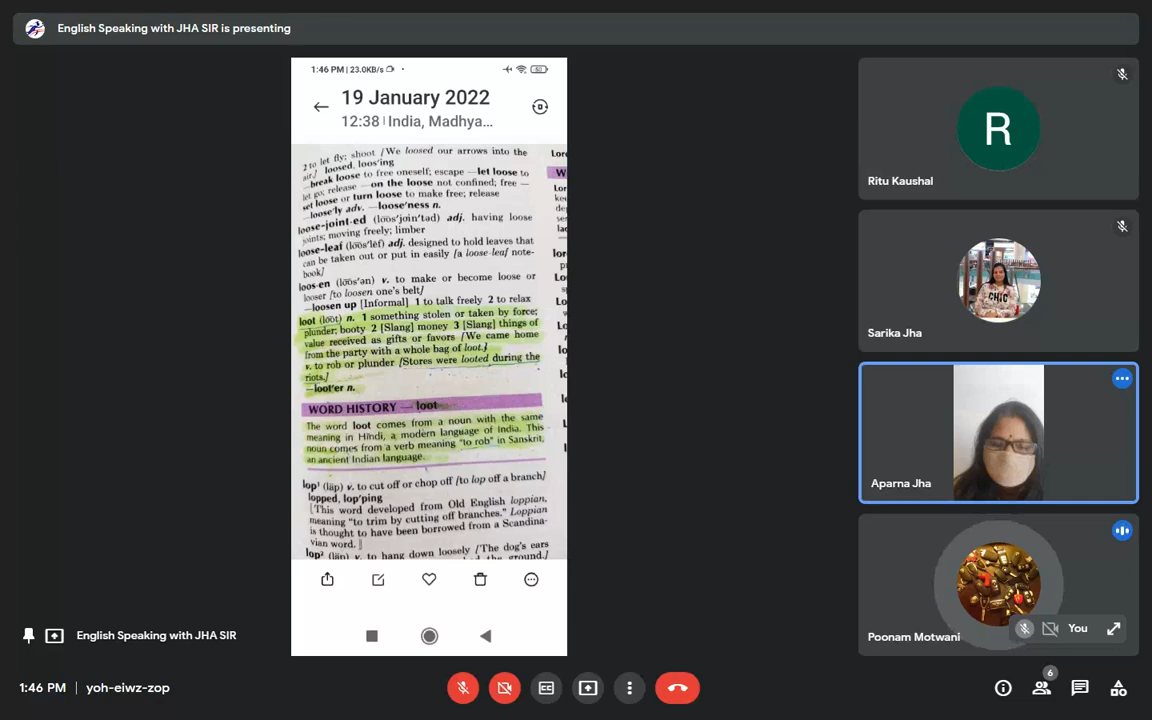 English Speaking with JHA SIR is presenting
1:46 PM | 23.0KB/s
50
19 January 2022
12:38 | India, Madhya...
2 to let fly; shoot [We loosed our arrows into the
air.] loosed, loos'ing
—break loose to free oneself; escape —let loose to
let go; release —on the loose not confined; free —
set loose or turn loose to make free; release
—loose'ly adv. —loose'ness n.
loose-joint·ed (lo͞os′join′təd) adj. having loose
joints; moving freely; limber
loose-leaf (lo͞os′lēf) adj. designed to hold leaves that
can be taken out or put in easily [a loose-leaf note-
book]
loos·en (lo͞os′ən) v. to make or become loose or
looser [to loosen one's belt]
—loosen up [Informal] 1 to talk freely 2 to relax
loot (lo͞ot) n. 1 something stolen or taken by force;
plunder; booty 2 [Slang] money 3 [Slang] things of
value received as gifts or favors [We came home
from the party with a whole bag of loot.]
v. to rob or plunder [Stores were looted during the
riots.]
—loot'er n.
WORD HISTORY — loot
The word loot comes from a noun with the same
meaning in Hindi, a modern language of India. This
noun comes from a verb meaning "to rob" in Sanskrit,
an ancient Indian language.
lop¹ (läp) v. to cut off or chop off [to lop off a branch]
lopped, lop'ping
[This word developed from Old English loppian,
meaning "to trim by cutting off branches." Loppian
is thought to have been borrowed from a Scandina-
vian word.]
lop² (läp) v. to hang down loosely [The dog's ears
the ground.]
Lore
W
Lor
R
Ritu Kaushal
CHIC
Sarika Jha
Aparna Jha
Poonam Motwani
You
English Speaking with JHA SIR
1:46 PM | yoh-eiwz-zop
CC
6